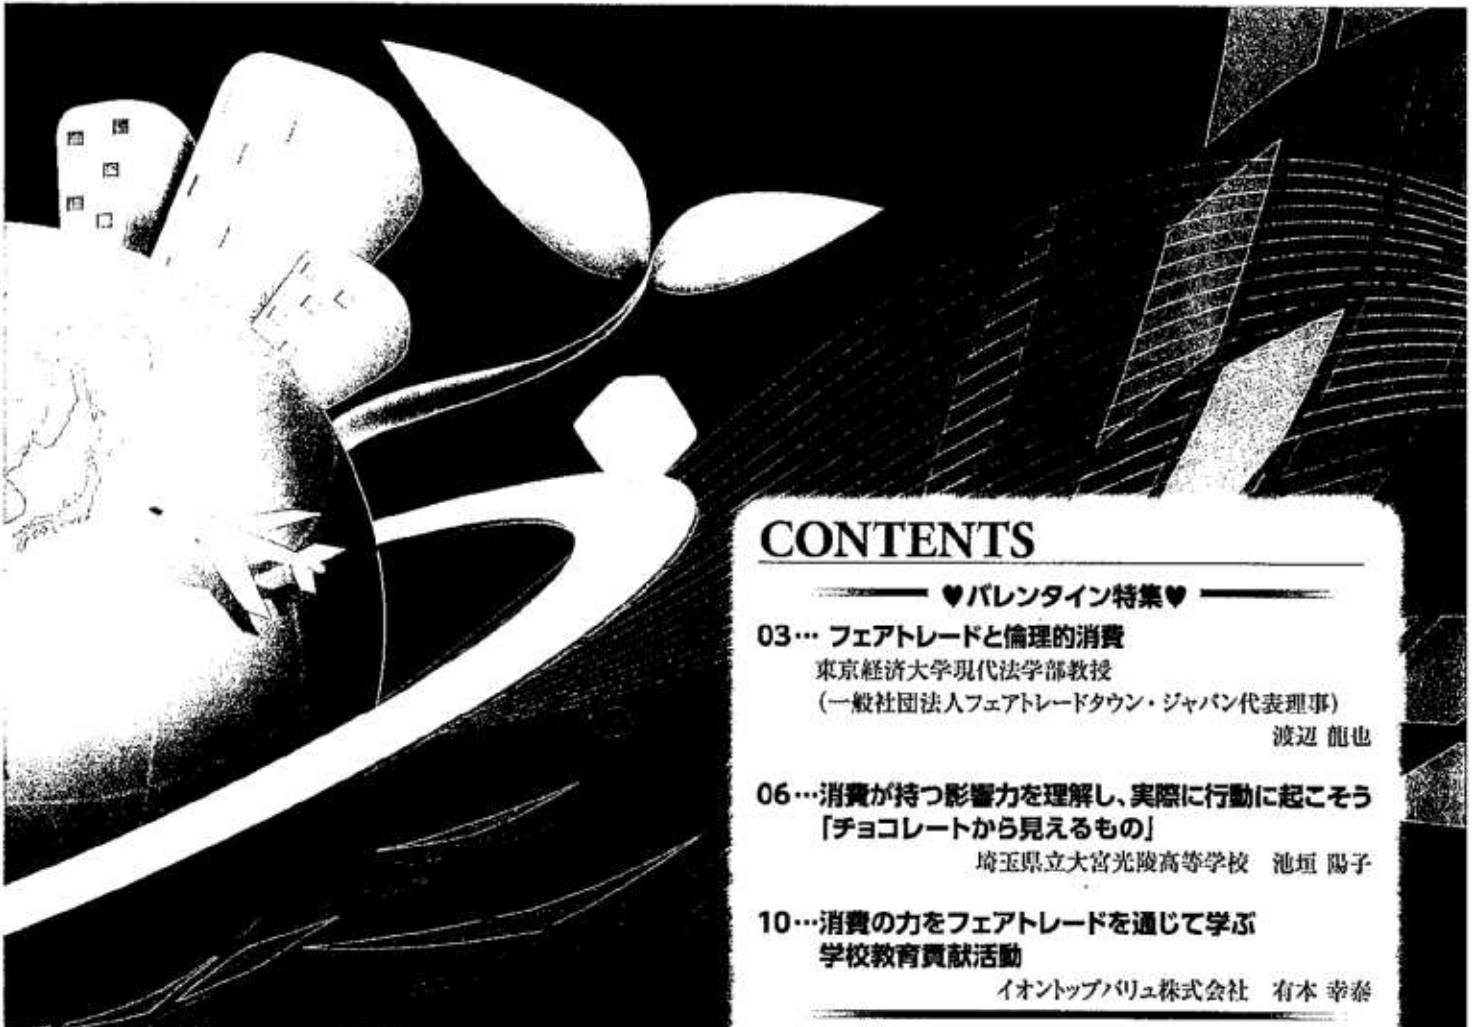 CONTENTS
♥バレンタイン特集♥
03… フェアトレードと倫理的消費
東京経済大学現代法学部教授
(一般社団法人フェアトレードタウン・ジャパン代表理事)
渡辺 龍也
06…消費が持つ影響力を理解し、実際に行動に起こそう
「チョコレートから見えるもの」
埼玉県立大宮光陵高等学校 池垣 陽子
10…消費の力をフェアトレードを通じて学ぶ
学校教育貢献活動
イオントップバリュ株式会社 有本 幸泰